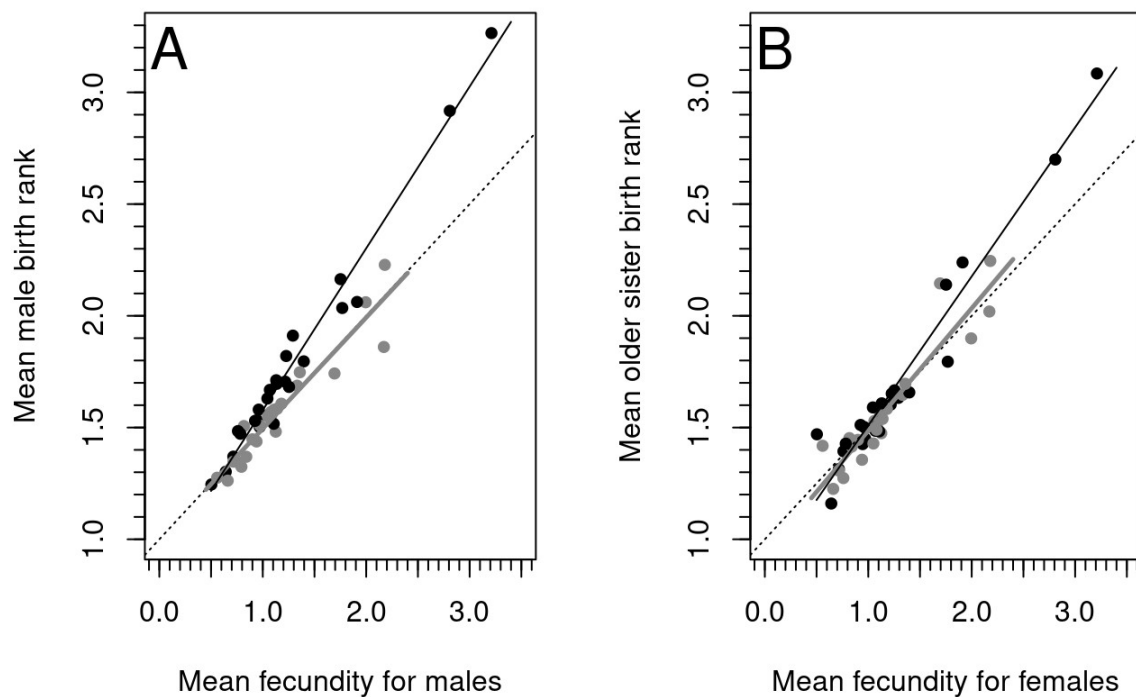 A
Mean male birth rank
3.0
2.5
2.0
1.5
1.0
0.0 1.0 2.0 3.0
Mean fecundity for males
B
Mean older sister birth rank
3.0
2.5
2.0
1.5
1.0
0.0 1.0 2.0 3.0
Mean fecundity for females